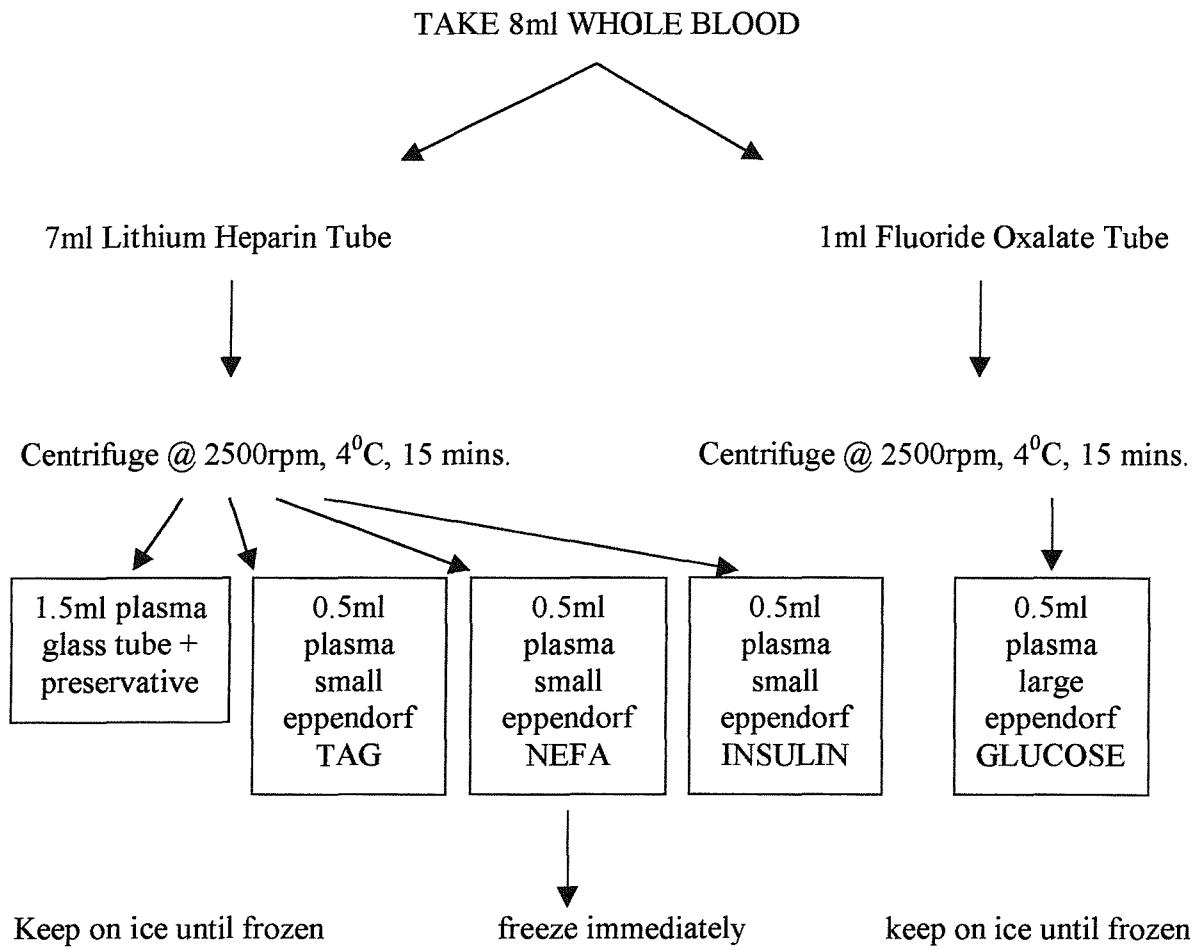 TAKE 8ml WHOLE BLOOD
7ml Lithium Heparin Tube
1ml Fluoride Oxalate Tube
Centrifuge @ 2500rpm, 4⁰C, 15 mins.
Centrifuge @ 2500rpm, 4⁰C, 15 mins.
1.5ml plasma
glass tube +
preservative
0.5ml
plasma
small
eppendorf
TAG
0.5ml
plasma
small
eppendorf
NEFA
0.5ml
plasma
small
eppendorf
INSULIN
0.5ml
plasma
large
eppendorf
GLUCOSE
Keep on ice until frozen
freeze immediately
keep on ice until frozen